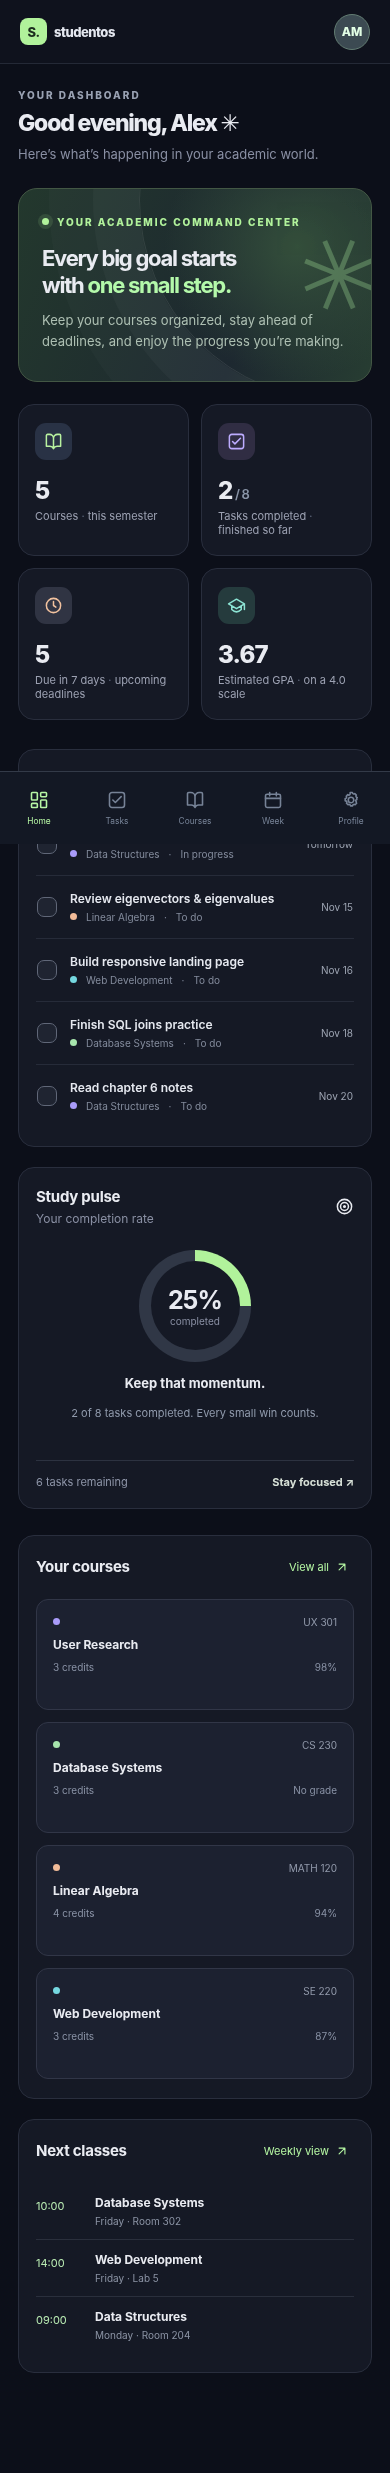 S. studentos AM
YOUR DASHBOARD
Good evening, Alex ✳
Here's what's happening in your academic world.
YOUR ACADEMIC COMMAND CENTER
Every big goal starts
with one small step.
Keep your courses organized, stay ahead of
deadlines, and enjoy the progress you're making.
5
Courses · this semester
2 / 8
Tasks completed ·
finished so far
5
Due in 7 days · upcoming
deadlines
3.67
Estimated GPA · on a 4.0
scale
Home Tasks Courses Week Profile
Tomorrow
Data Structures · In progress
Review eigenvectors & eigenvalues
Linear Algebra · To do
Nov 15
Build responsive landing page
Web Development · To do
Nov 16
Finish SQL joins practice
Database Systems · To do
Nov 18
Read chapter 6 notes
Data Structures · To do
Nov 20
Study pulse
Your completion rate
25%
completed
Keep that momentum.
2 of 8 tasks completed. Every small win counts.
6 tasks remaining Stay focused ↗
Your courses View all ↗
UX 301
User Research
3 credits 98%
CS 230
Database Systems
3 credits No grade
MATH 120
Linear Algebra
4 credits 94%
SE 220
Web Development
3 credits 87%
Next classes Weekly view ↗
10:00 Database Systems
Friday · Room 302
14:00 Web Development
Friday · Lab 5
09:00 Data Structures
Monday · Room 204